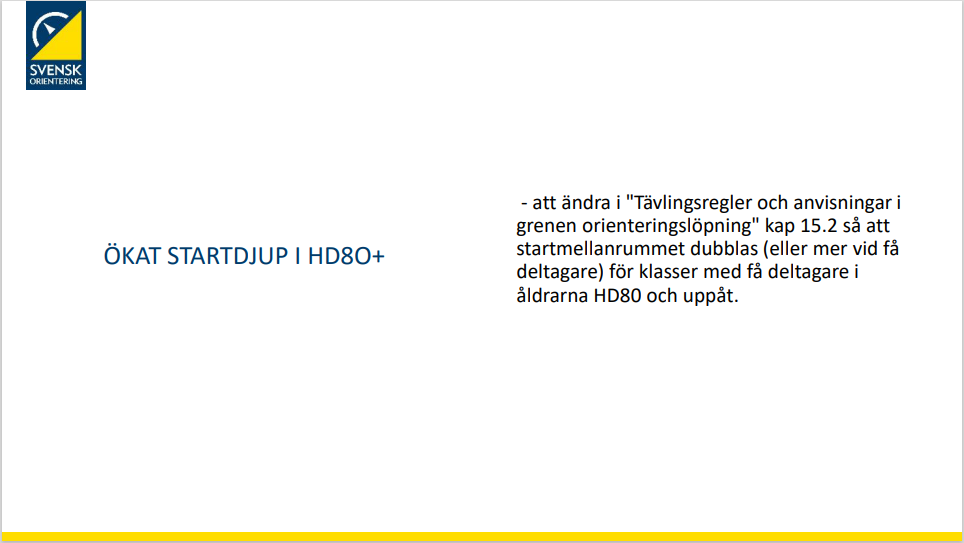 SVENSK
ORIENTERING
ÖKAT STARTDJUP I HD8O+
- att ändra i "Tävlingsregler och anvisningar i
grenen orienteringslöpning" kap 15.2 så att
startmellanrummet dubblas (eller mer vid få
deltagare) för klasser med få deltagare i
åldrarna HD80 och uppåt.